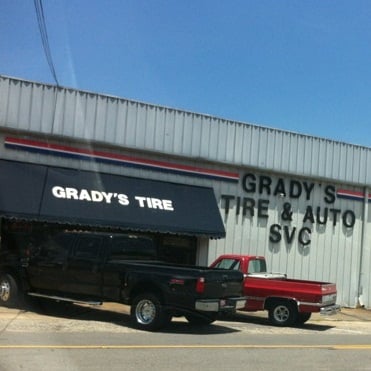 GRADY'S TIRE
GRADY'S
TIRE & AUTO
SVC